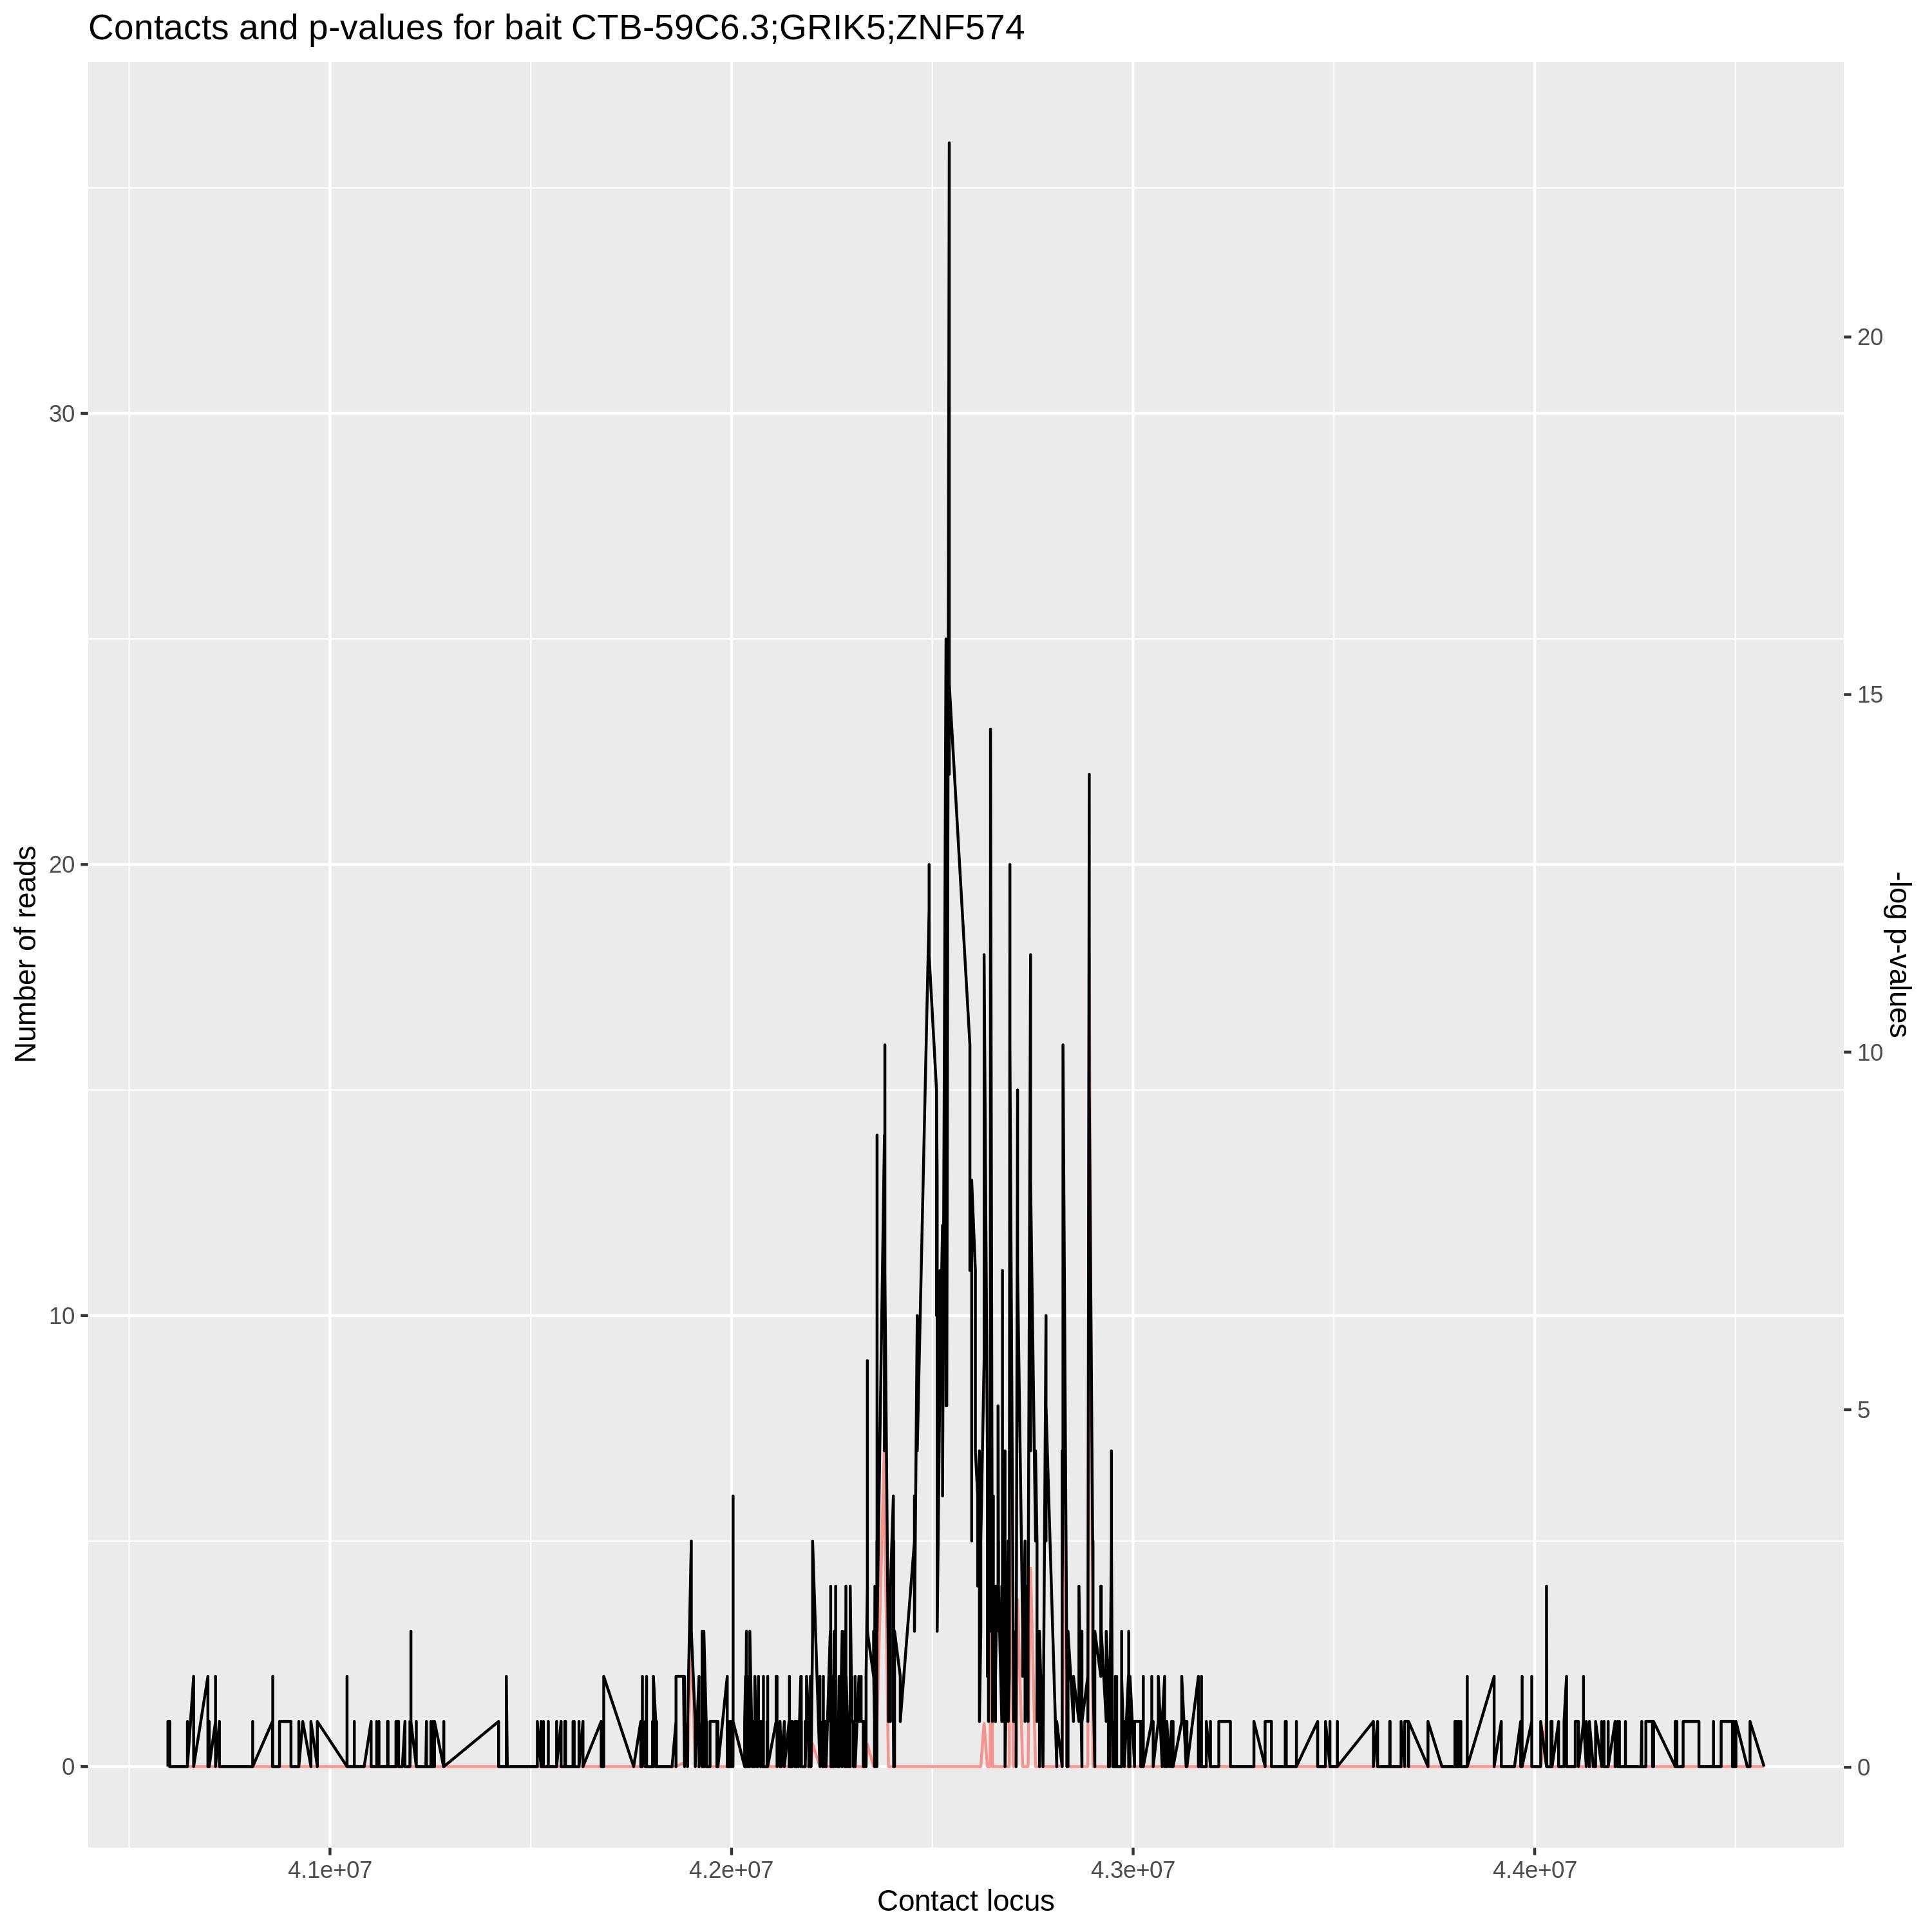 Contacts and p-values for bait CTB-59C6.3;GRIK5;ZNF574
30
20
10
0
Number of reads
20
15
10
5
0
-log p-values
4.1e+07 4.2e+07 4.3e+07 4.4e+07
Contact locus